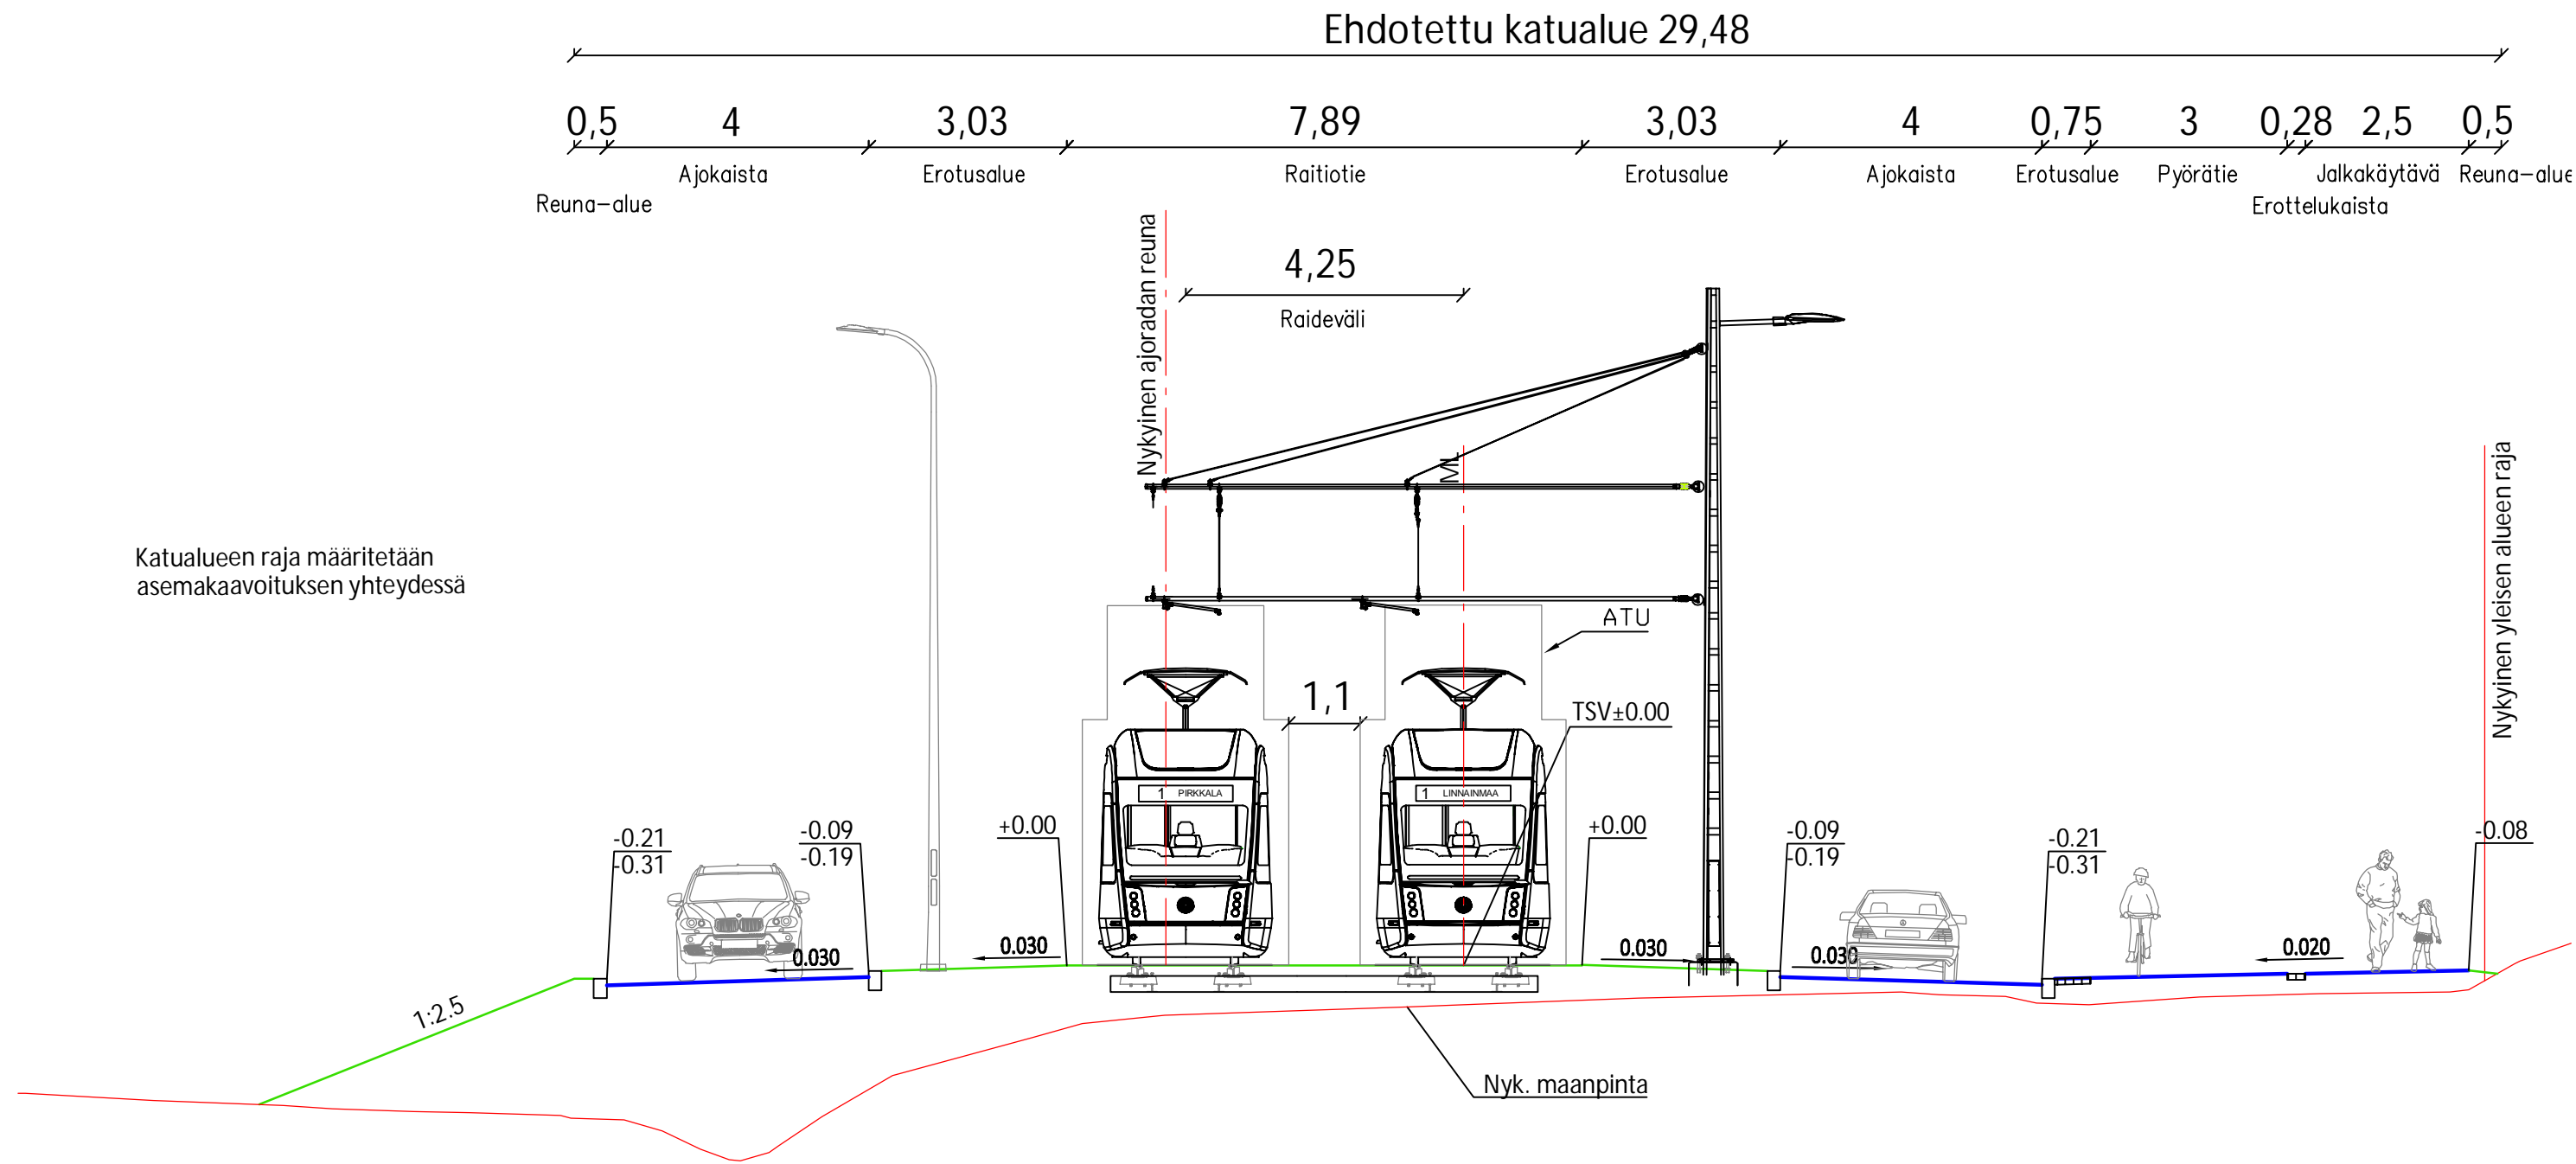 Ehdotettu katualue 29,48
0,5 4 3,03 7,89 3,03 4 0,75 3 0,28 2,5 0,5
Ajokaista Erotusalue Raitiotie Erotusalue Ajokaista Erotusalue Pyörätie Jalkakäytävä Reuna-alue
Reuna-alue Erottelukaista
Nykyinen ajoradan reuna
4,25
Raideväli
ML
Nykyinen yleisen alueen raja
Katualueen raja määritetään
asemakaavoituksen yhteydessä
ATU
1,1
TSV±0.00
1 PIRKKALA
1 LINNAINMAA
-0.21
-0.31
-0.09
-0.19
+0.00
+0.00
-0.09
-0.19
-0.21
-0.31
-0.08
0.030
0.030
0.030
0.030
0.020
1:2.5
Nyk. maanpinta